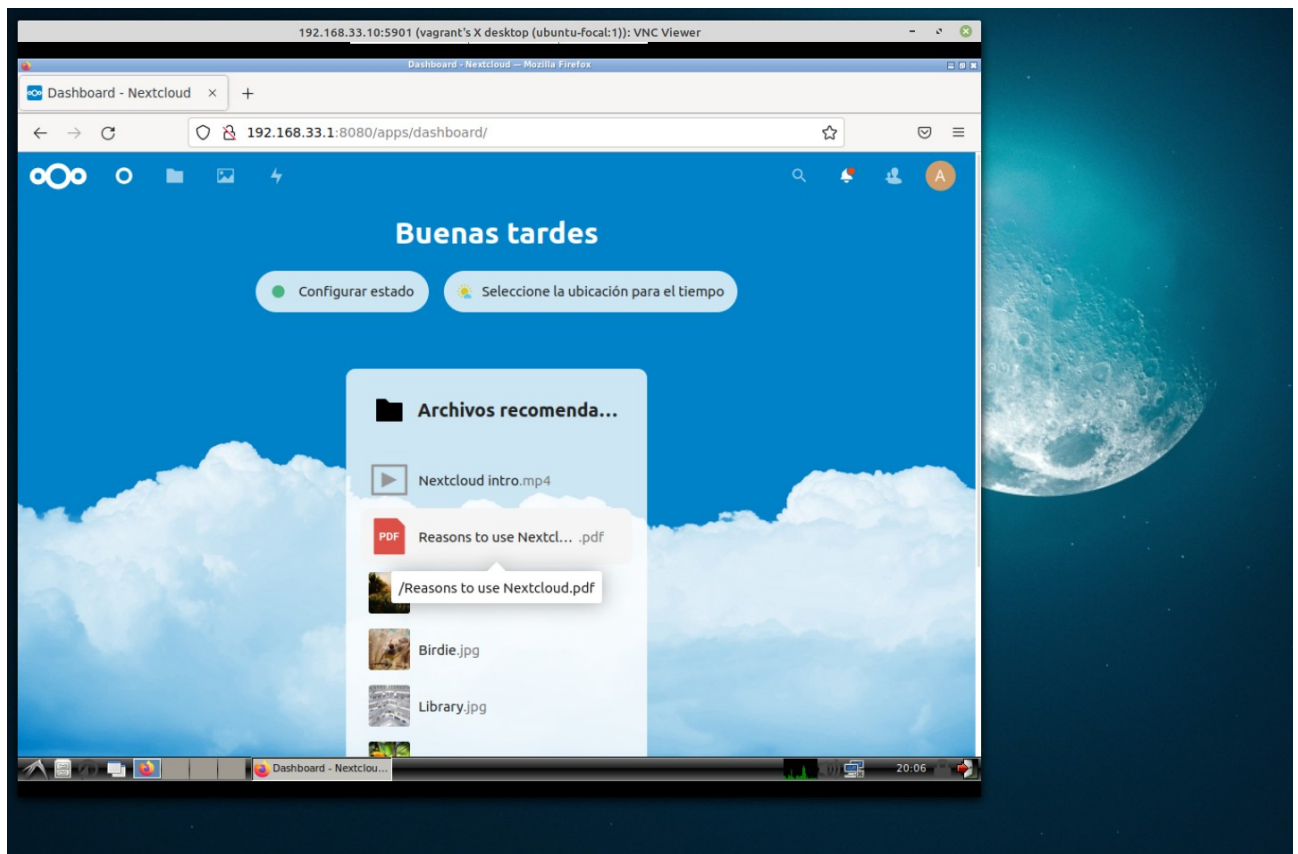 192.168.33.10:5901 (vagrant's X desktop (ubuntu-focal:1)): VNC Viewer
Dashboard - Nextcloud — Mozilla Firefox
Dashboard - Nextcloud
192.168.33.1:8080/apps/dashboard/
A
Buenas tardes
Configurar estado
Seleccione la ubicación para el tiempo
Archivos recomenda...
Nextcloud intro.mp4
PDF
Reasons to use Nextcl... .pdf
/Reasons to use Nextcloud.pdf
Birdie.jpg
Library.jpg
Dashboard - Nextclou...
20:06